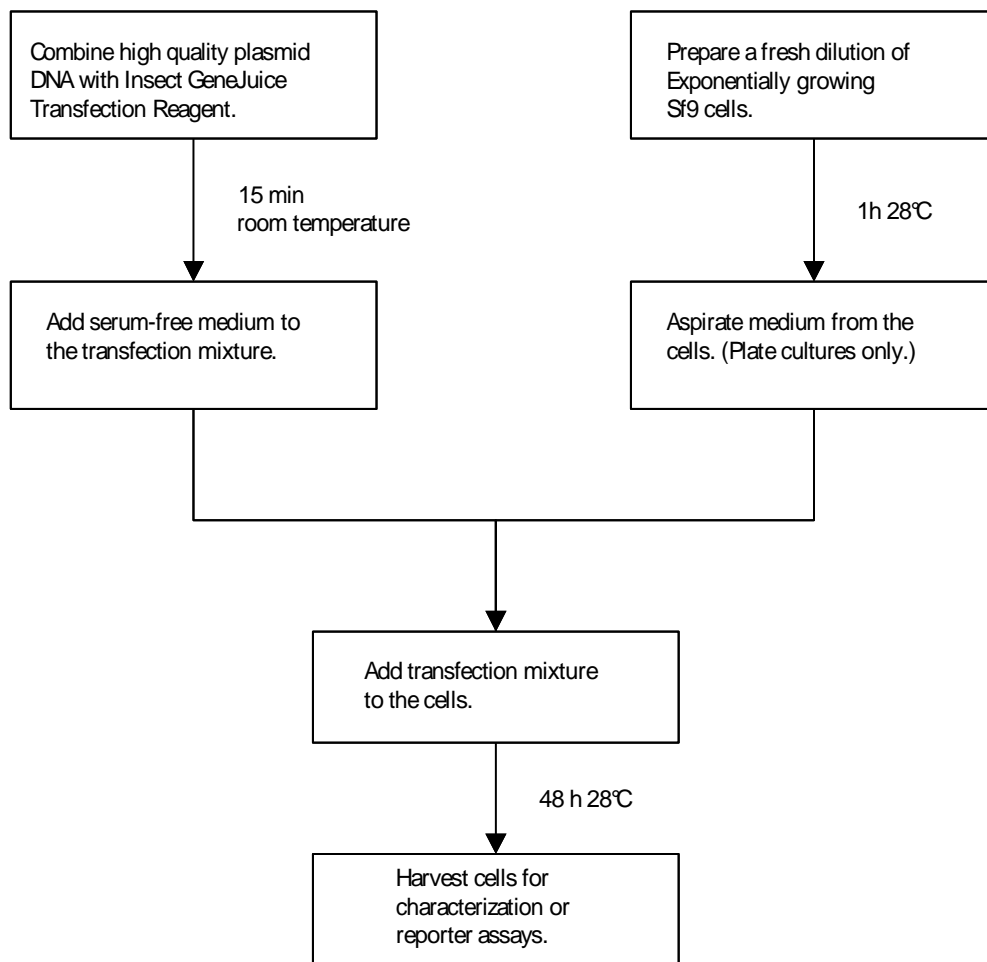 Combine high quality plasmid
DNA with Insect GeneJuice
Transfection Reagent.
Prepare a fresh dilution of
Exponentially growing
Sf9 cells.
15 min
room temperature
1h 28°C
Add serum-free medium to
the transfection mixture.
Aspirate medium from the
cells. (Plate cultures only.)
Add transfection mixture
to the cells.
48 h 28°C
Harvest cells for
characterization or
reporter assays.